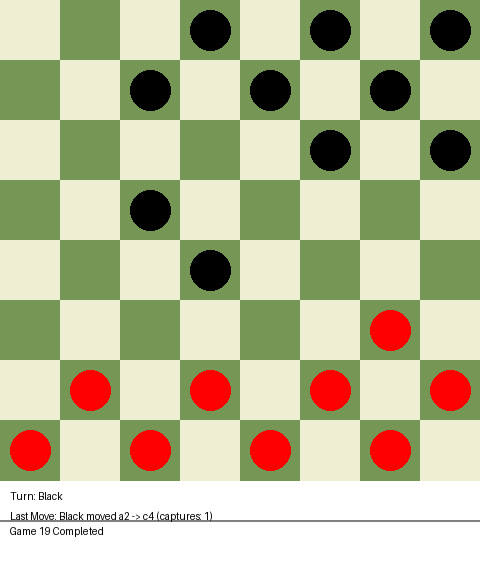 Turn: Black
Last Move: Black moved a2 -> c4 (captures: 1)
Game 19 Completed